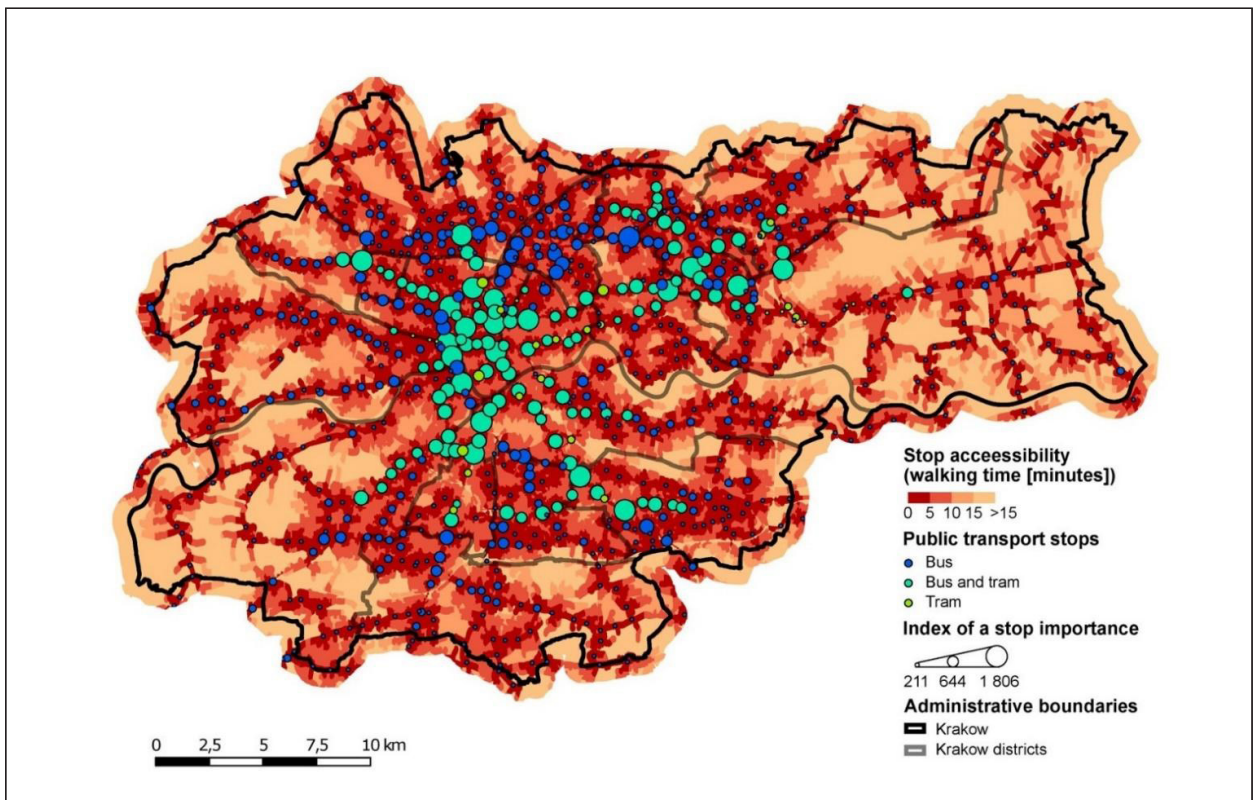 Stop acceessibility
(walking time [minutes])
0 5 10 15 >15
Public transport stops
Bus
Bus and tram
Tram
Index of a stop importance
211 644 1 806
Administrative boundaries
Krakow
Krakow districts
0 2,5 5 7,5 10 km